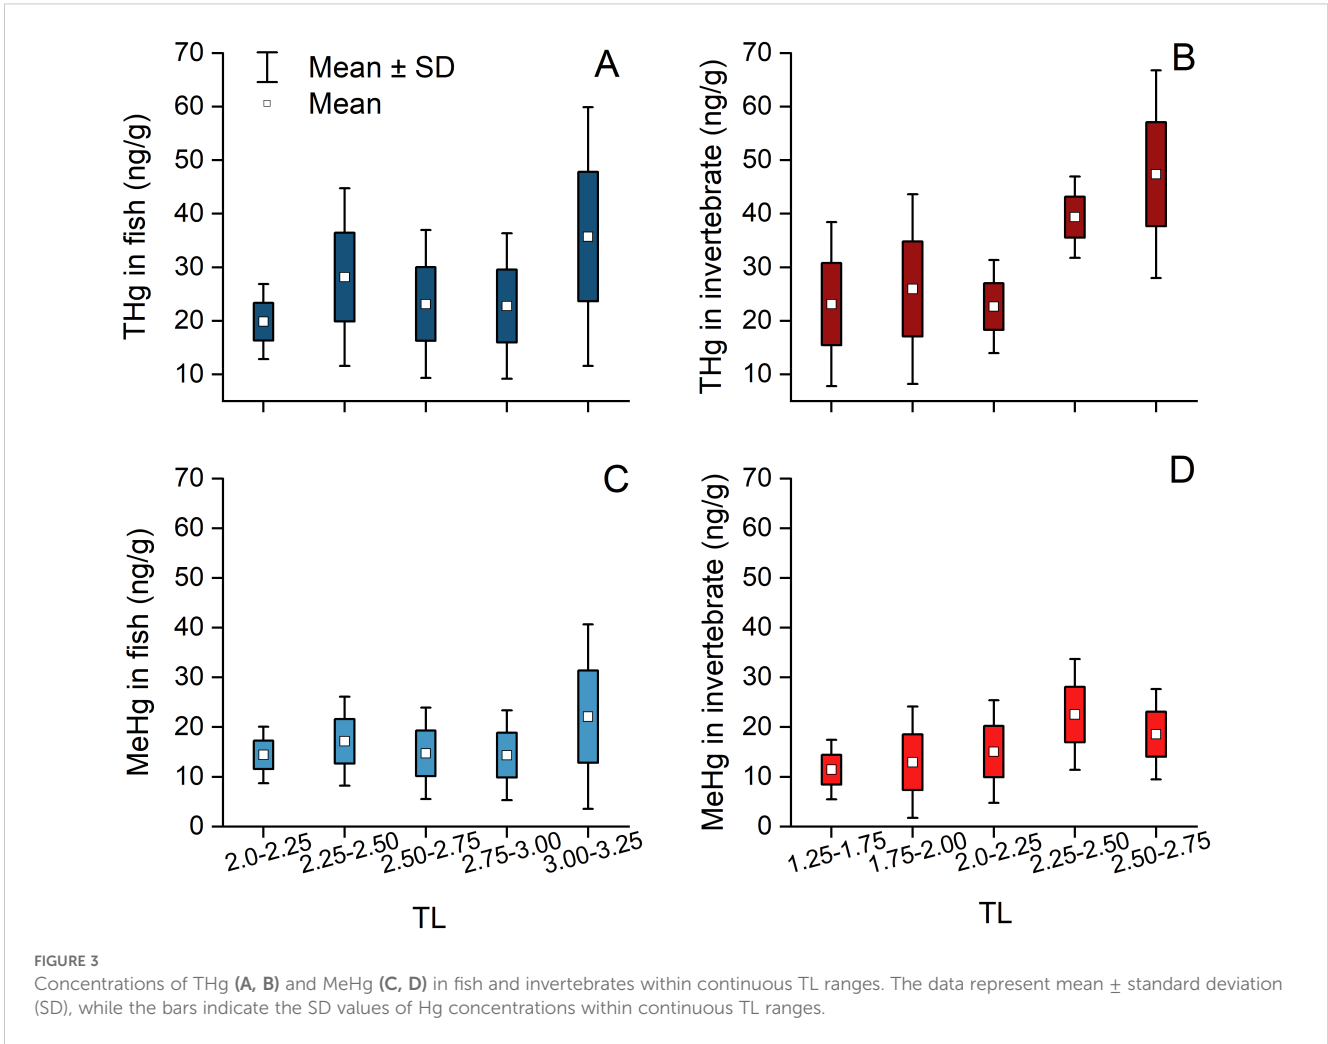 Mean ± SD
Mean
A
THg in fish (ng/g)
70
60
50
40
30
20
10
B
THg in invertebrate (ng/g)
70
60
50
40
30
20
10
C
MeHg in fish (ng/g)
70
60
50
40
30
20
10
0
2.0-2.25
2.25-2.50
2.50-2.75
2.75-3.00
3.00-3.25
TL
D
MeHg in invertebrate (ng/g)
70
60
50
40
30
20
10
0
1.25-1.75
1.75-2.00
2.0-2.25
2.25-2.50
2.50-2.75
TL
FIGURE 3
Concentrations of THg (A, B) and MeHg (C, D) in fish and invertebrates within continuous TL ranges. The data represent mean ± standard deviation
(SD), while the bars indicate the SD values of Hg concentrations within continuous TL ranges.